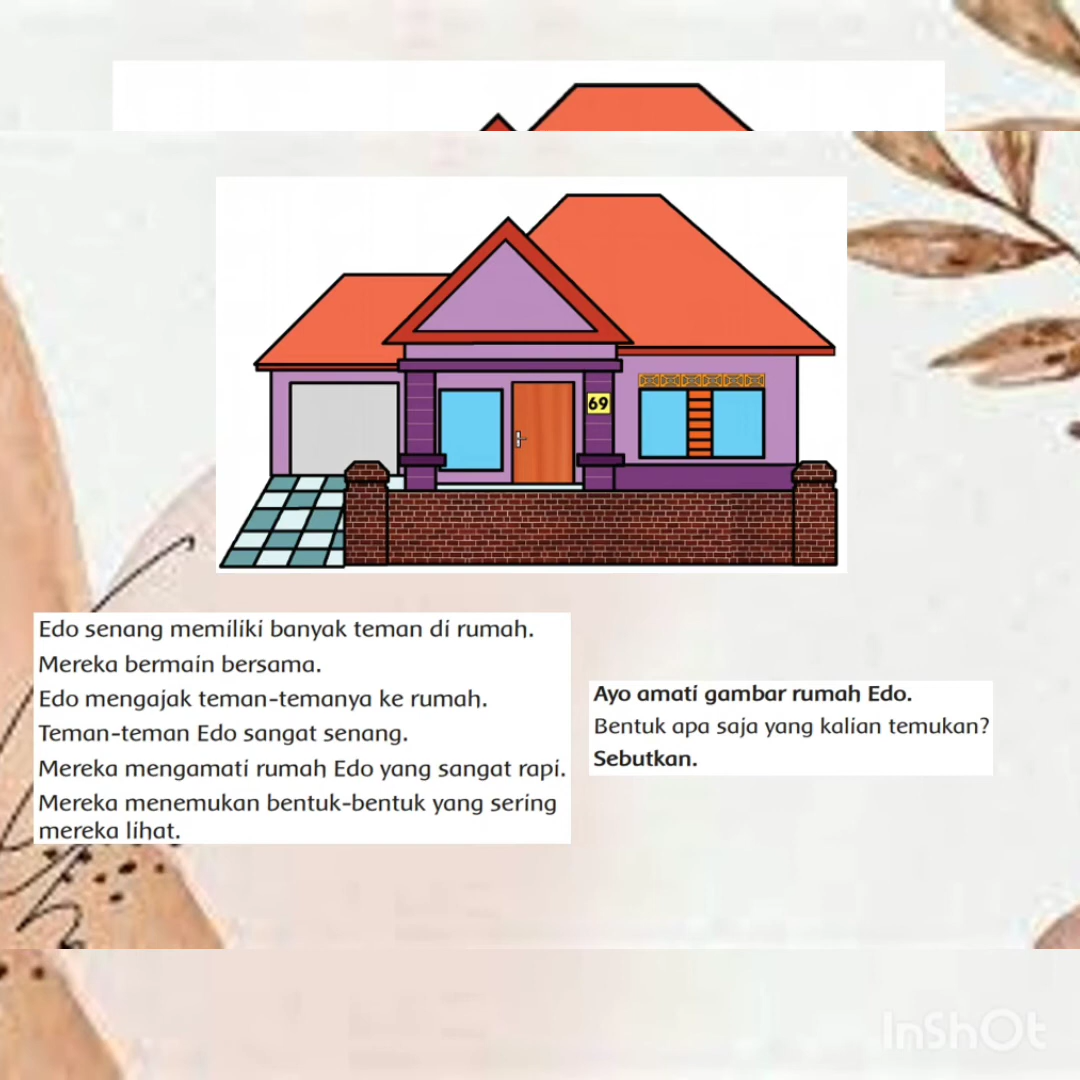 69
Edo senang memiliki banyak teman di rumah.
Mereka bermain bersama.
Edo mengajak teman-temanya ke rumah.
Teman-teman Edo sangat senang.
Mereka mengamati rumah Edo yang sangat rapi.
Mereka menemukan bentuk-bentuk yang sering
mereka lihat.
Ayo amati gambar rumah Edo.
Bentuk apa saja yang kalian temukan?
Sebutkan.
InShOt